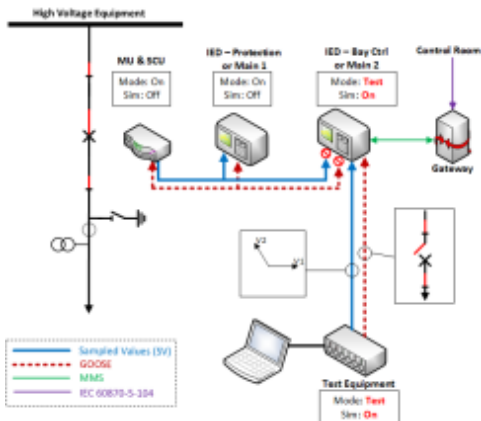 High Voltage Equipment
MU & SCU
Mode: On
Sim: Off
IED – Protection
or Main 1
Mode: On
Sim: Off
IED – Bay Ctrl
or Main 2
Mode: Test
Sim: On
Control Room
Gateway
V2
V1
Sampled Values (SV)
GOOSE
MMS
IEC 60870-5-104
Test Equipment
Mode: Test
Sim: On